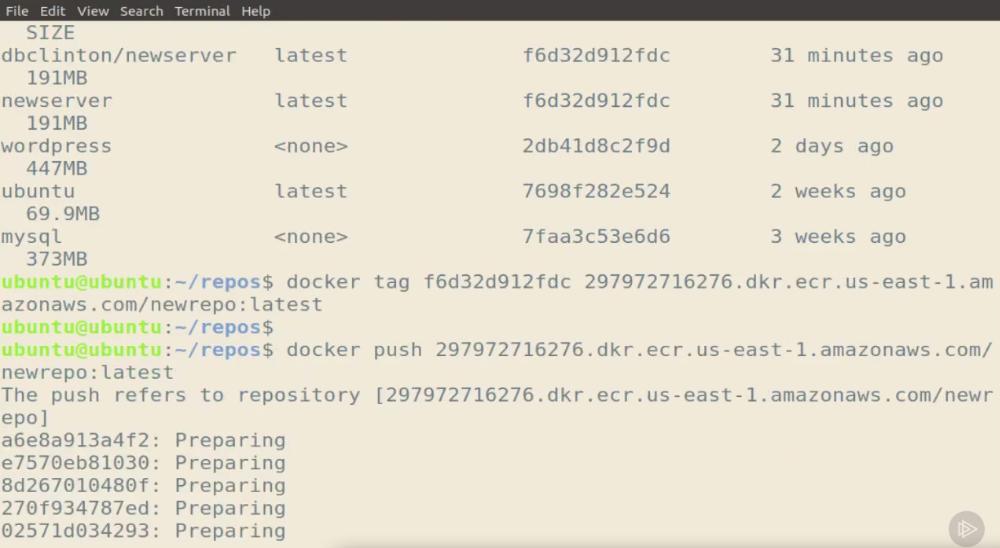 File Edit View Search Terminal Help
SIZE
dbclinton/newserver latest f6d32d912fdc 31 minutes ago
191MB
newserver latest f6d32d912fdc 31 minutes ago
191MB
wordpress <none> 2db41d8c2f9d 2 days ago
447MB
ubuntu latest 7698f282e524 2 weeks ago
69.9MB
mysql <none> 7faa3c53e6d6 3 weeks ago
373MB
ubuntu@ubuntu:~/repos$ docker tag f6d32d912fdc 297972716276.dkr.ecr.us-east-1.am
azonaws.com/newrepo:latest
ubuntu@ubuntu:~/repos$
ubuntu@ubuntu:~/repos$ docker push 297972716276.dkr.ecr.us-east-1.amazonaws.com/
newrepo:latest
The push refers to repository [297972716276.dkr.ecr.us-east-1.amazonaws.com/newr
epo]
a6e8a913a4f2: Preparing
e7570eb81030: Preparing
8d267010480f: Preparing
270f934787ed: Preparing
02571d034293: Preparing